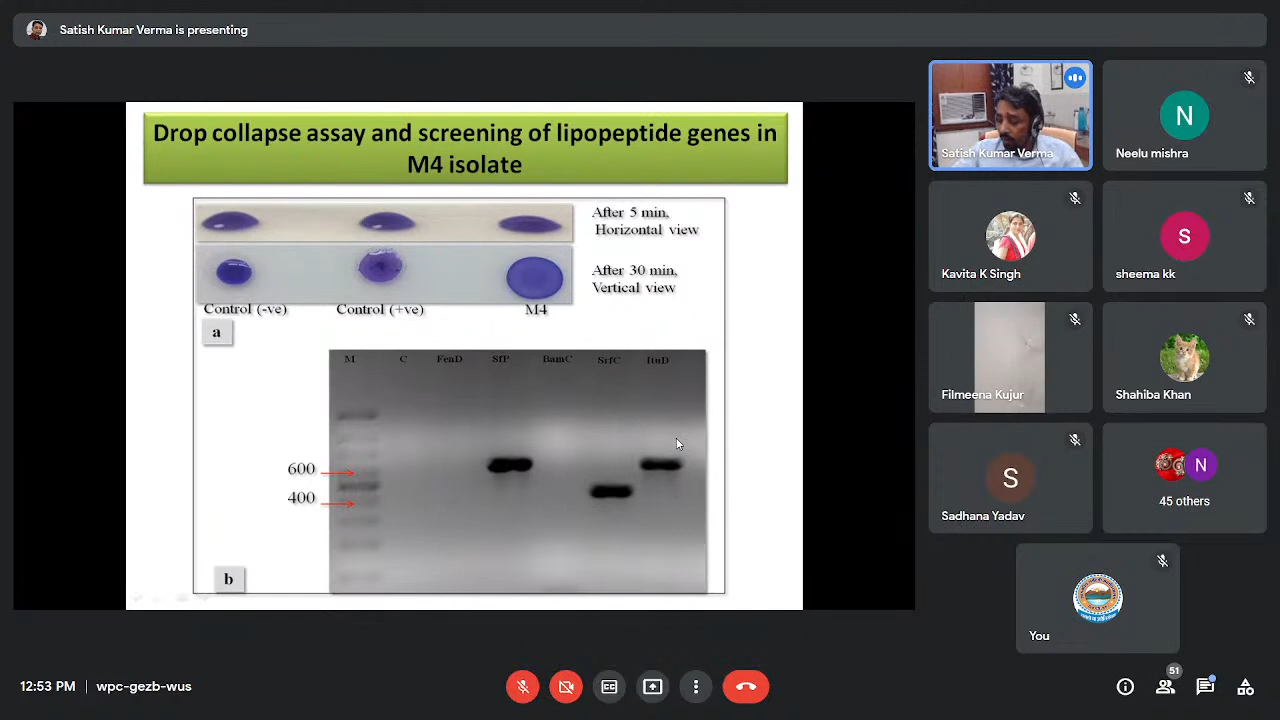 Satish Kumar Verma is presenting
Drop collapse assay and screening of lipopeptide genes in
M4 isolate
After 5 min,
Horizontal view
After 30 min,
Vertical view
Control (-ve)
Control (+ve)
M4
a
M
C
FenD
SfP
BamC
SrfC
ItuD
600
400
b
Satish Kumar Verma
N
Neelu mishra
Kavita K Singh
S
sheema kk
Filmeena Kujur
Shahiba Khan
S
Sadhana Yadav
N
45 others
You
12:53 PM
wpc-gezb-wus
CC
51